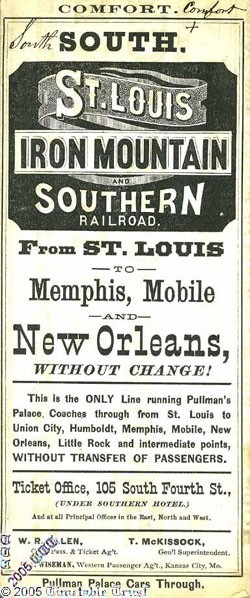 COMFORT. Comfort
South SOUTH. +
ST. LOUIS
IRON MOUNTAIN
AND
SOUTHERN
RAILROAD.
From ST. LOUIS
—TO—
Memphis, Mobile
—AND—
New Orleans,
WITHOUT CHANGE!
This is the ONLY Line running Pullman's
Palace Coaches through from St. Louis to
Union City, Humboldt, Memphis, Mobile, New
Orleans, Little Rock and intermediate points,
WITHOUT TRANSFER OF PASSENGERS.
Ticket Office, 105 South Fourth St.,
(UNDER SOUTHERN HOTEL.)
And at all Principal Offices in the East, North and West.
W. R. ALLEN, T. McKISSOCK,
Pass. & Ticket Ag't. Gen'l Superintendent.
WISEMAN, Western Passenger Ag't., Kansas City, Mo.
Pullman Palace Cars Through.
© 2005